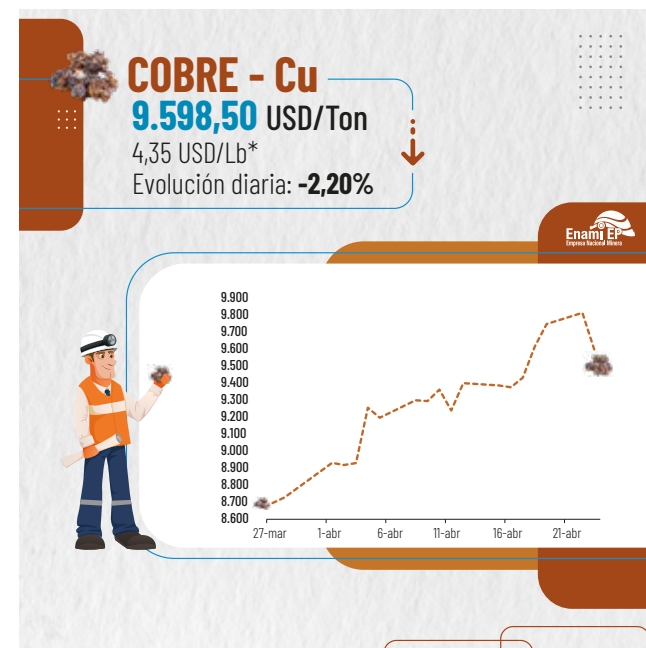 COBRE - Cu
9.598,50 USD/Ton
4,35 USD/Lb*
Evolución diaria: -2,20%
Enami EP
Empresa Nacional Minera
9.900
9.800
9.700
9.600
9.500
9.400
9.300
9.200
9.100
9.000
8.900
8.800
8.700
8.600
27-mar 1-abr 6-abr 11-abr 16-abr 21-abr